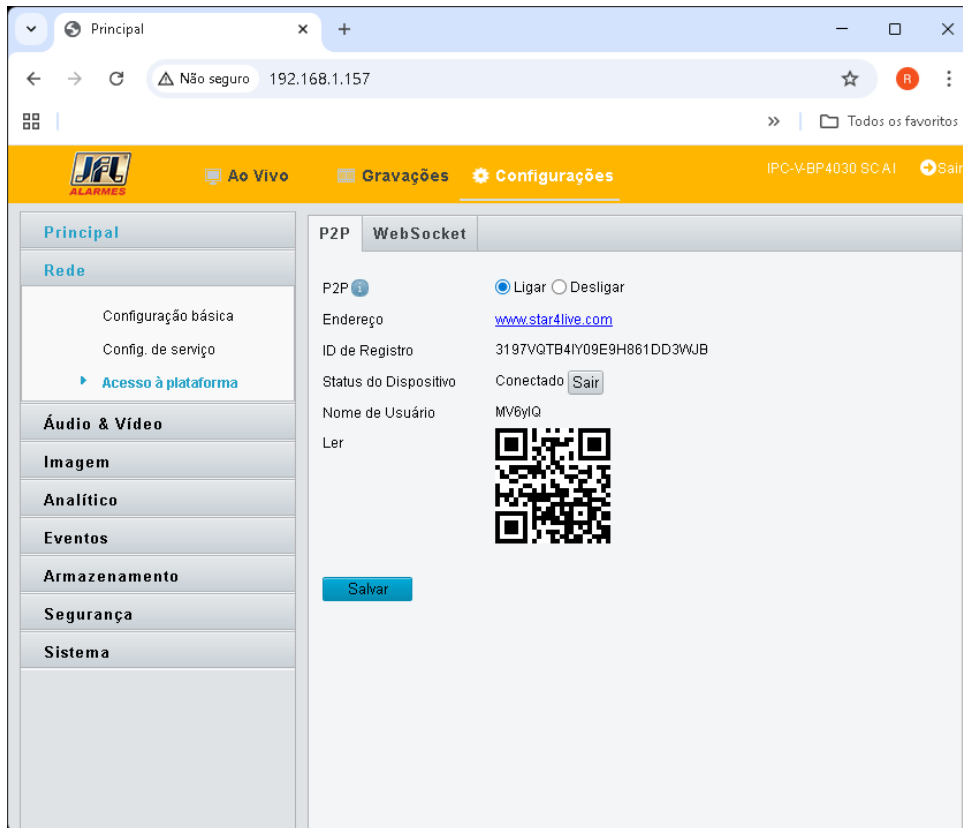 Principal
Não seguro 192.168.1.157
R
Todos os favoritos
JFL
ALARMES
Ao Vivo
Gravações
Configurações
IPC-V-BP4030 SC AI
Sair
Principal
Rede
Configuração básica
Config. de serviço
Acesso à plataforma
Áudio & Vídeo
Imagem
Analítico
Eventos
Armazenamento
Segurança
Sistema
P2P WebSocket
P2P Ligar Desligar
Endereço www.star4live.com
ID de Registro 3197VQTB4IY09E9H861DD3WJB
Status do Dispositivo Conectado Sair
Nome de Usuário MV6yIQ
Ler
Salvar